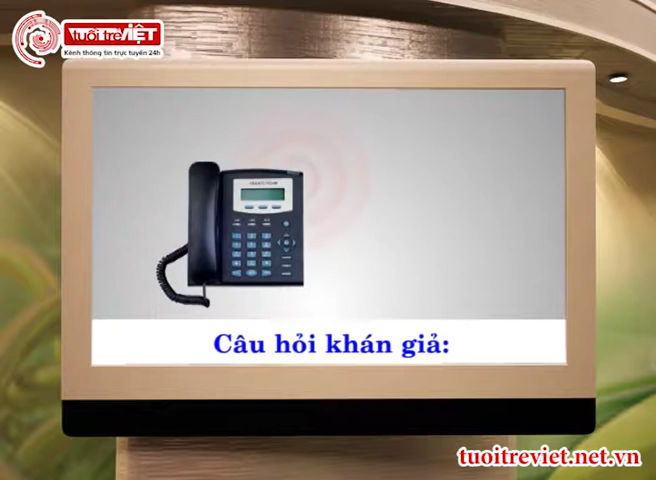 tuổi trẻ VIỆT
Kênh thông tin trực tuyến 24h
Câu hỏi khán giả:
tuoitreviet.net.vn